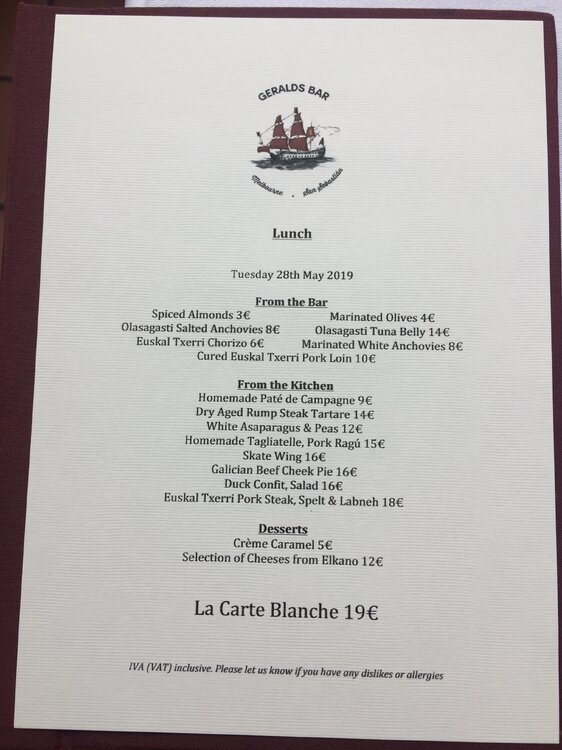 GERALDS BAR
Melbourne · San Sebastián
Lunch
Tuesday 28th May 2019
From the Bar
Spiced Almonds 3€ Marinated Olives 4€
Olasagasti Salted Anchovies 8€ Olasagasti Tuna Belly 14€
Euskal Txerri Chorizo 6€ Marinated White Anchovies 8€
Cured Euskal Txerri Pork Loin 10€
From the Kitchen
Homemade Paté de Campagne 9€
Dry Aged Rump Steak Tartare 14€
White Asaparagus & Peas 12€
Homemade Tagliatelle, Pork Ragú 15€
Skate Wing 16€
Galician Beef Cheek Pie 16€
Duck Confit, Salad 16€
Euskal Txerri Pork Steak, Spelt & Labneh 18€
Desserts
Crème Caramel 5€
Selection of Cheeses from Elkano 12€
La Carte Blanche 19€
IVA (VAT) inclusive. Please let us know if you have any dislikes or allergies